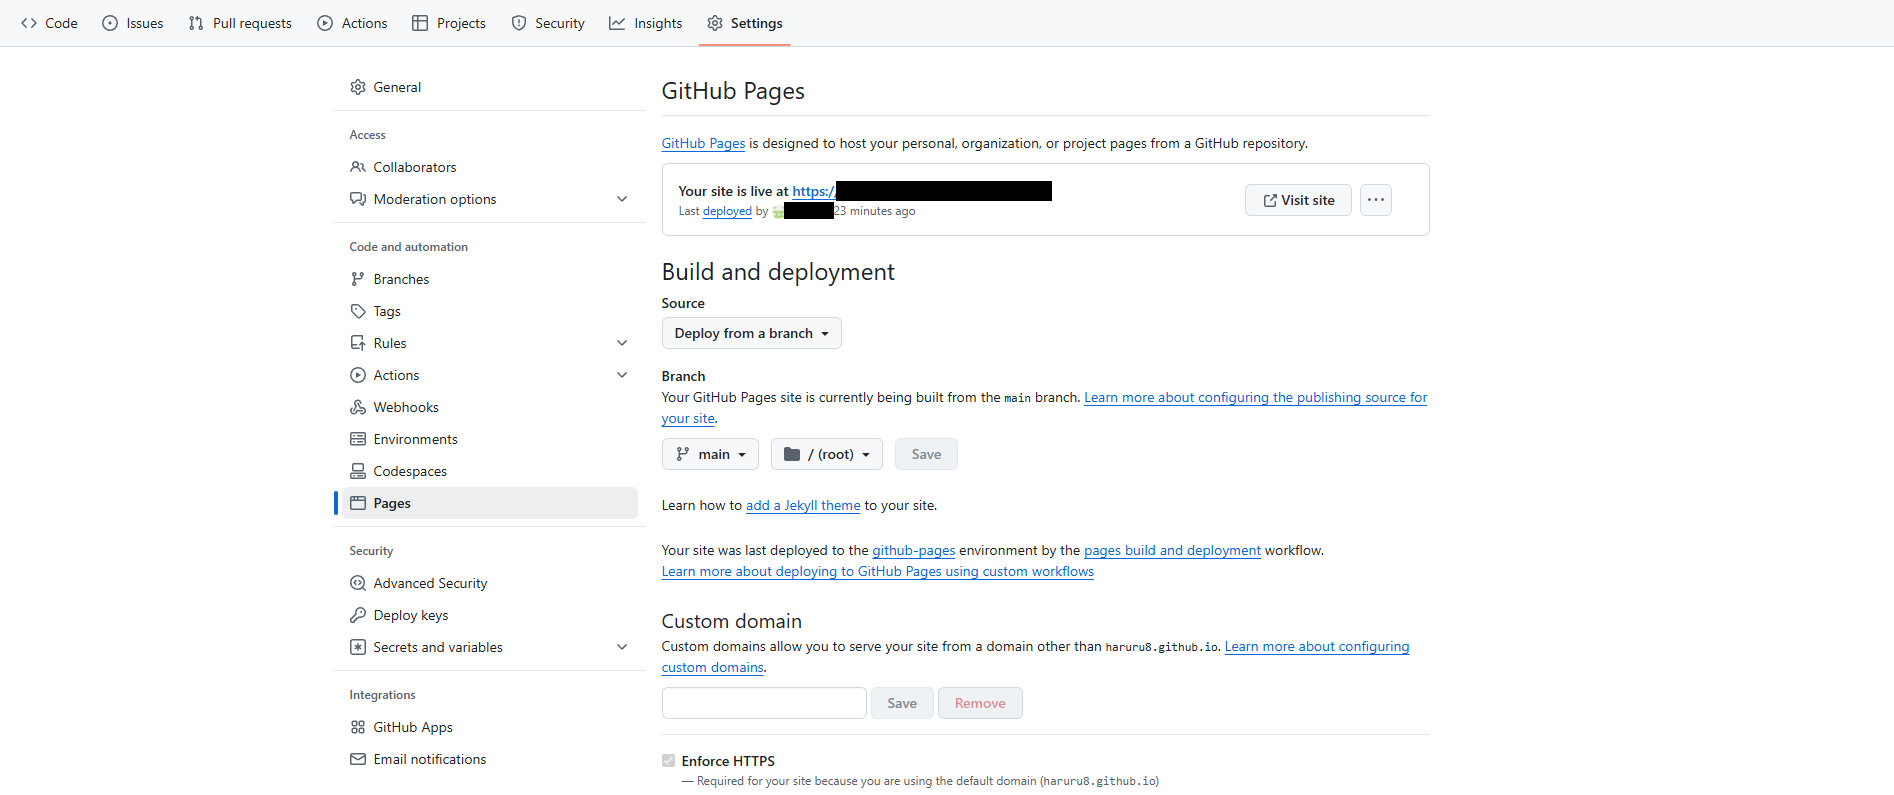 Code Issues Pull requests Actions Projects Security Insights Settings
General
Access
Collaborators
Moderation options
Code and automation
Branches
Tags
Rules
Actions
Webhooks
Environments
Codespaces
Pages
Security
Advanced Security
Deploy keys
Secrets and variables
Integrations
GitHub Apps
Email notifications
GitHub Pages
GitHub Pages is designed to host your personal, organization, or project pages from a GitHub repository.
Your site is live at https:/
Last deployed by 23 minutes ago
Visit site
Build and deployment
Source
Deploy from a branch
Branch
Your GitHub Pages site is currently being built from the main branch. Learn more about configuring the publishing source for
your site.
main / (root) Save
Learn how to add a Jekyll theme to your site.
Your site was last deployed to the github-pages environment by the pages build and deployment workflow.
Learn more about deploying to GitHub Pages using custom workflows
Custom domain
Custom domains allow you to serve your site from a domain other than haruru8.github.io. Learn more about configuring
custom domains.
Save Remove
Enforce HTTPS
— Required for your site because you are using the default domain (haruru8.github.io)